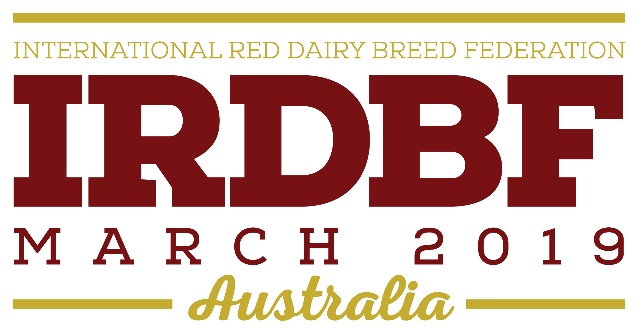 INTERNATIONAL RED DAIRY BREED FEDERATION
IRDBF
MARCH 2019
Australia